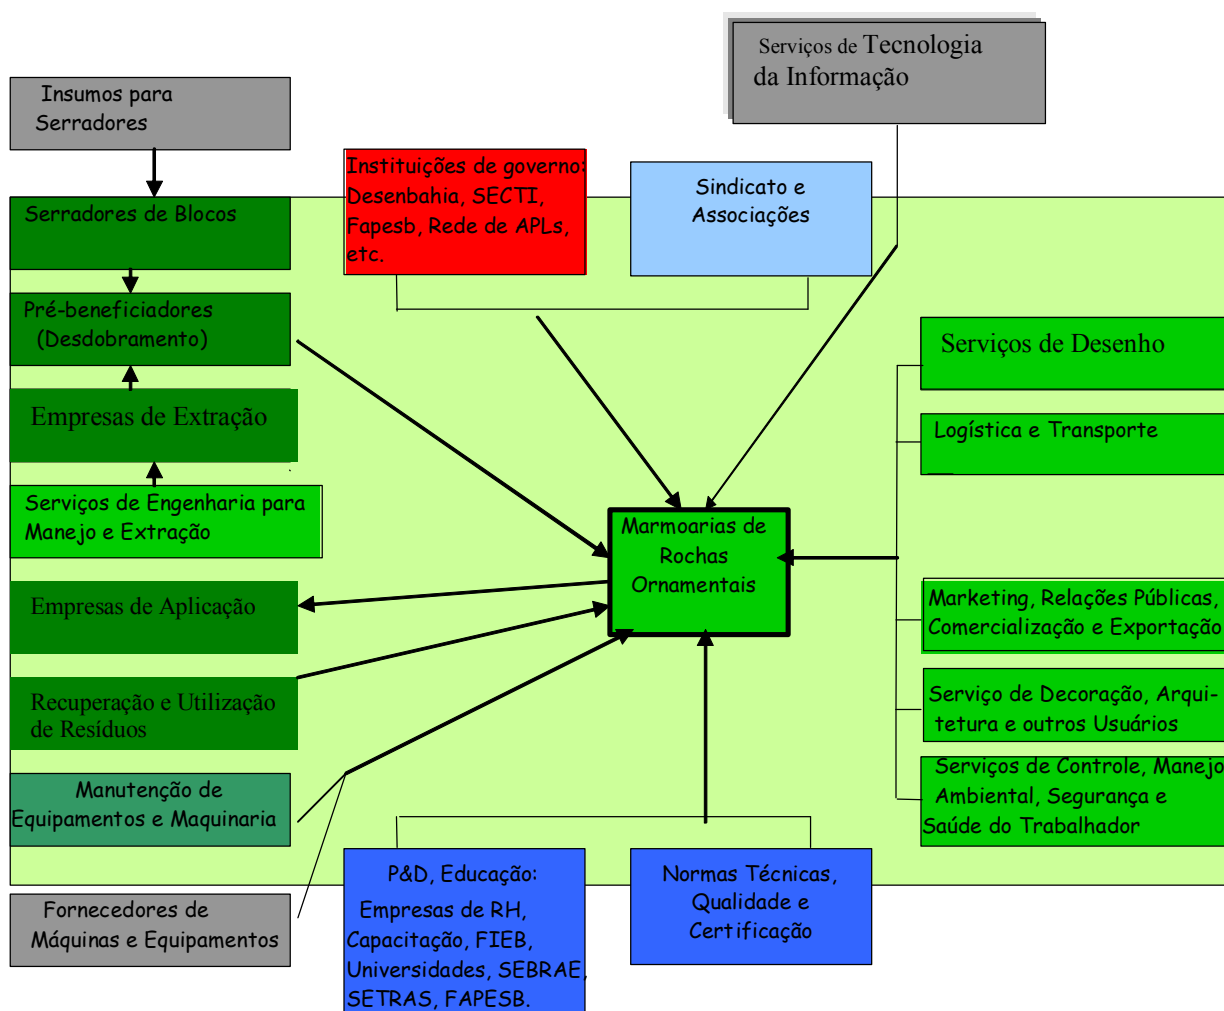 Serviços de Tecnologia
da Informação
Insumos para
Serradores
Instituições de governo:
Desenbahia, SECTI,
Fapesb, Rede de APLs,
etc.
Sindicato e
Associações
Serradores de Blocos
Pré-beneficiadores
(Desdobramento)
Empresas de Extração
Serviços de Engenharia para
Manejo e Extração
Empresas de Aplicação
Recuperação e Utilização
de Resíduos
Manutenção de
Equipamentos e Maquinaria
Fornecedores de
Máquinas e Equipamentos
Marmoarias de
Rochas
Ornamentais
Serviços de Desenho
Logística e Transporte
Marketing, Relações Públicas,
Comercialização e Exportação
Serviço de Decoração, Arqui-
tetura e outros Usuários
Serviços de Controle, Manejo
Ambiental, Segurança e
Saúde do Trabalhador
P&D, Educação:
Empresas de RH,
Capacitação, FIEB,
Universidades, SEBRAE,
SETRAS, FAPESB.
Normas Técnicas,
Qualidade e
Certificação